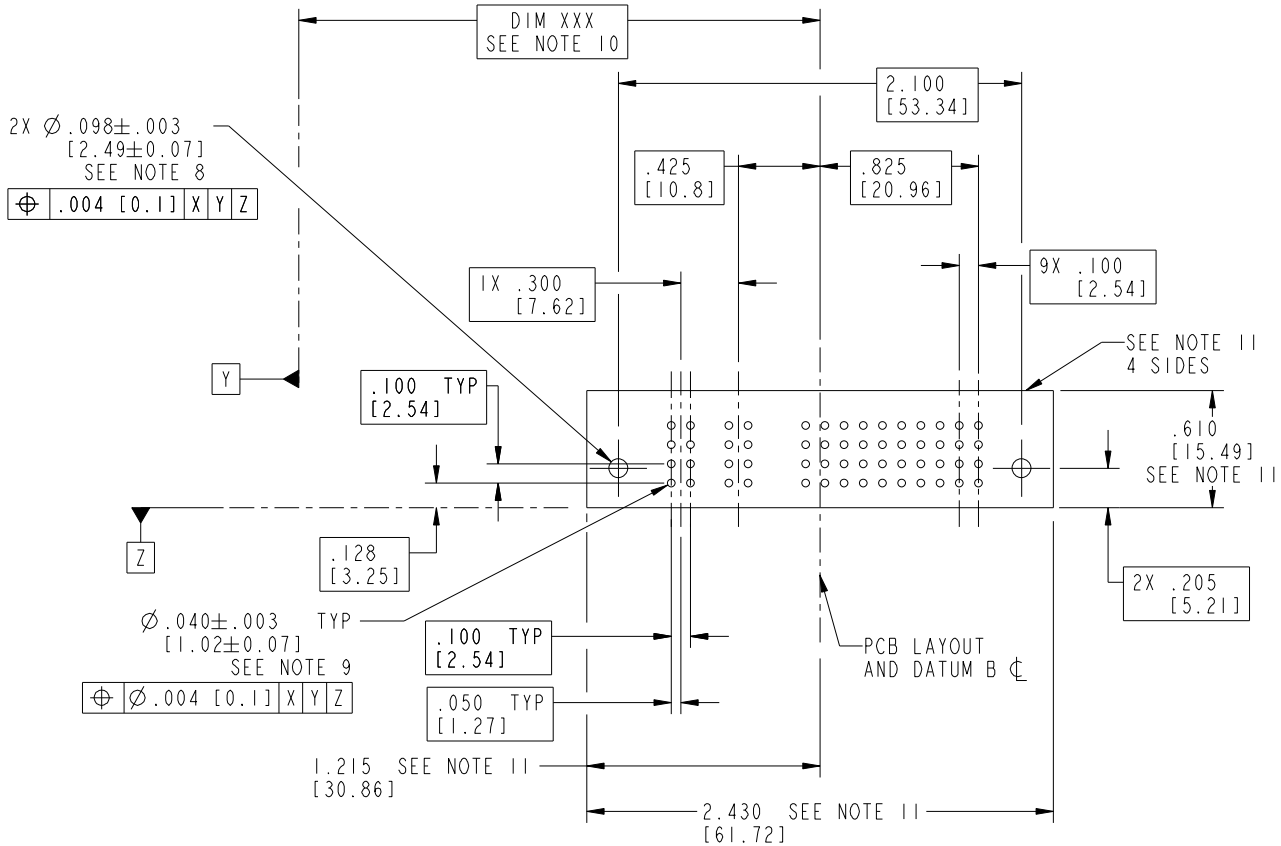 DIM XXX
SEE NOTE 10
2.100
[53.34]
2X Ø .098±.003
[2.49±0.07]
SEE NOTE 8
⌖ .004 [0.1] X Y Z
.425
[10.8]
.825
[20.96]
1X .300
[7.62]
9X .100
[2.54]
SEE NOTE 11
4 SIDES
Y
.100 TYP
[2.54]
.610
[15.49]
SEE NOTE 11
Z
.128
[3.25]
2X .205
[5.21]
Ø .040±.003 TYP
[1.02±0.07]
SEE NOTE 9
⌖ Ø .004 [0.1] X Y Z
.100 TYP
[2.54]
PCB LAYOUT
AND DATUM B ℄
.050 TYP
[1.27]
1.215 SEE NOTE 11
[30.86]
2.430 SEE NOTE 11
[61.72]